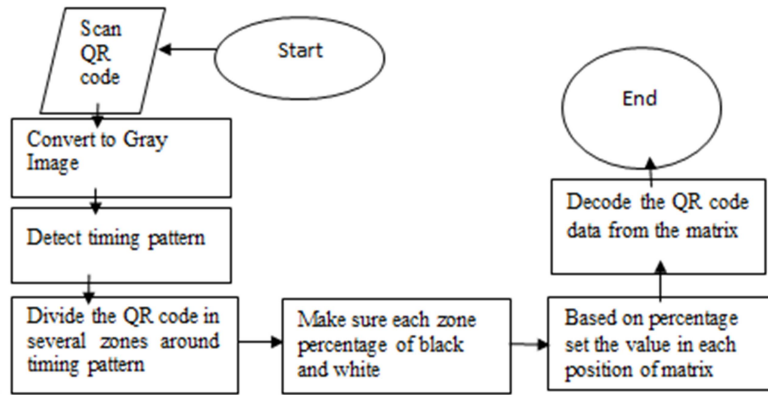 Start
Scan
QR
code
Convert to Gray
Image
Detect timing pattern
Divide the QR code in
several zones around
timing pattern
Make sure each zone
percentage of black
and white
Based on percentage
set the value in each
position of matrix
Decode the QR code
data from the matrix
End